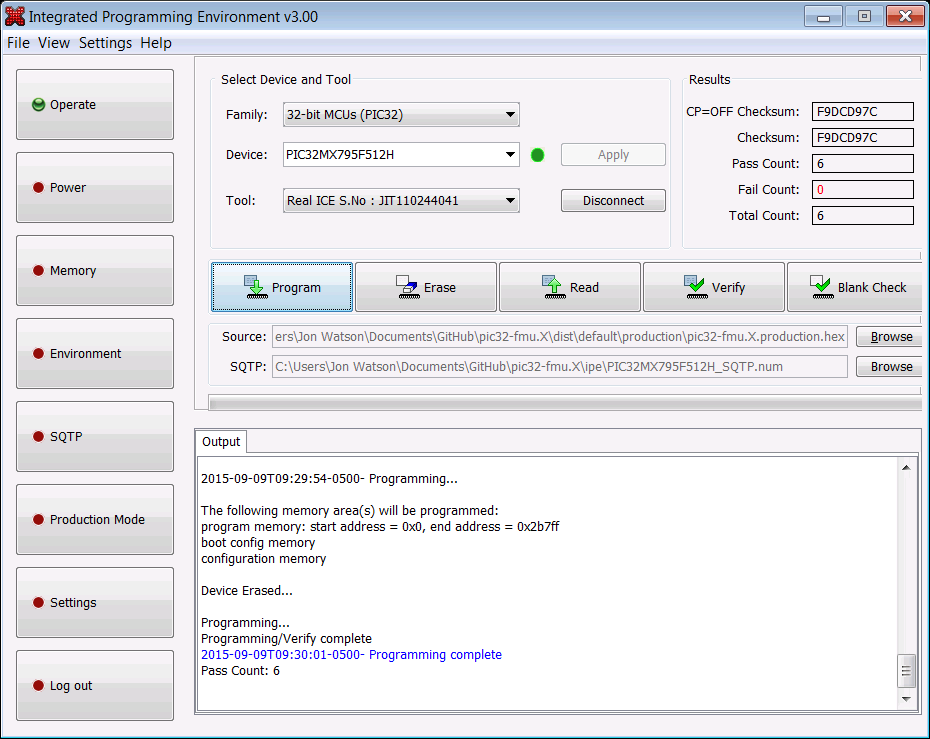 Integrated Programming Environment v3.00
File View Settings Help
Operate
Power
Memory
Environment
SQTP
Production Mode
Settings
Log out
Select Device and Tool
Family: 32-bit MCUs (PIC32)
Device: PIC32MX795F512H Apply
Tool: Real ICE S.No : JIT110244041 Disconnect
Results
CP=OFF Checksum: F9DCD97C
Checksum: F9DCD97C
Pass Count: 6
Fail Count: 0
Total Count: 6
Program Erase Read Verify Blank Check
Source: ers\Jon Watson\Documents\GitHub\pic32-fmu.X\dist\default\production\pic32-fmu.X.production.hex Browse
SQTP: C:\Users\Jon Watson\Documents\GitHub\pic32-fmu.X\ipe\PIC32MX795F512H_SQTP.num Browse
Output
2015-09-09T09:29:54-0500- Programming...
The following memory area(s) will be programmed:
program memory: start address = 0x0, end address = 0x2b7ff
boot config memory
configuration memory
Device Erased...
Programming...
Programming/Verify complete
2015-09-09T09:30:01-0500- Programming complete
Pass Count: 6